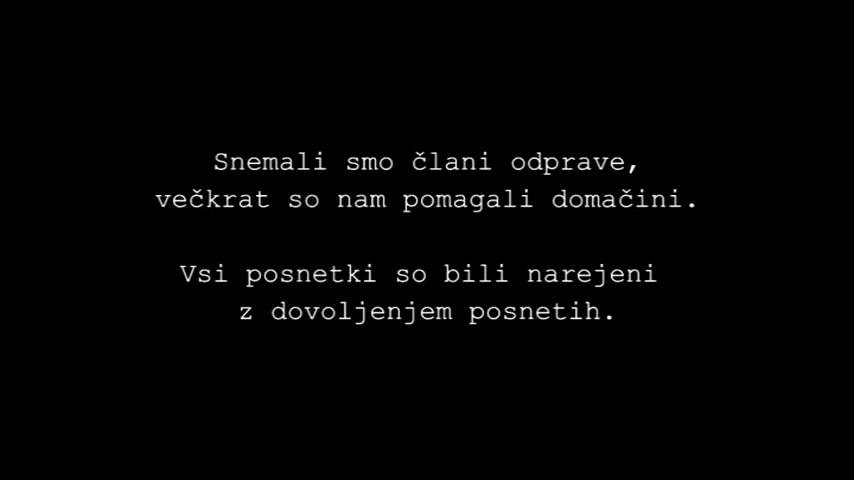 Snemali smo člani odprave,
večkrat so nam pomagali domačini.
Vsi posnetki so bili narejeni
z dovoljenjem posnetih.